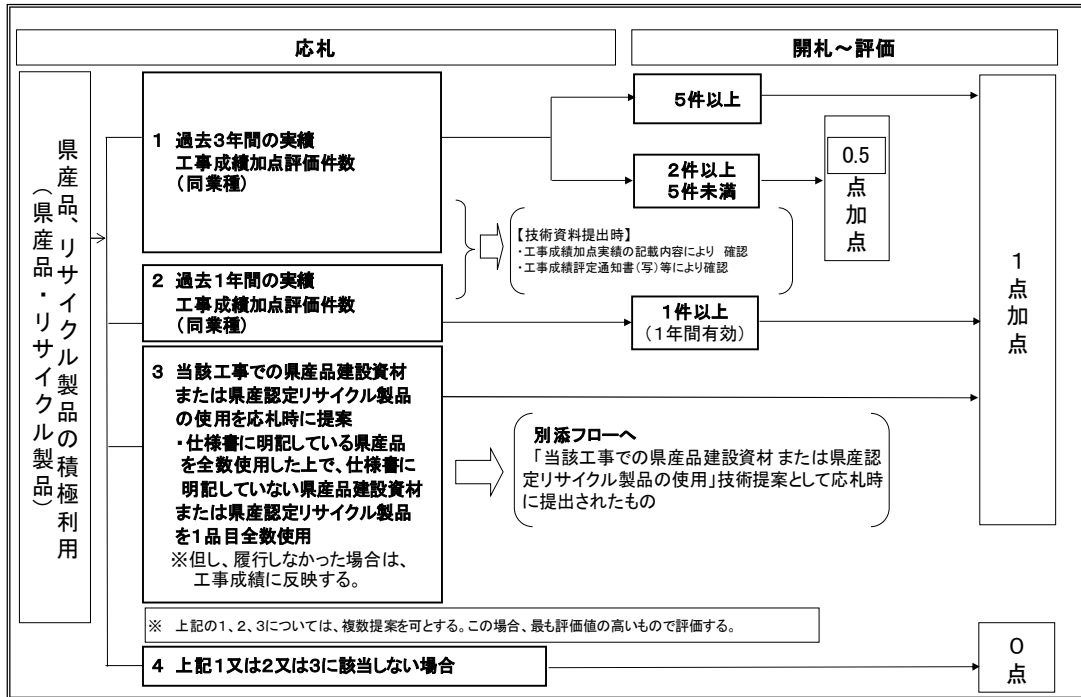 応札
開札～評価
県産品、リサイクル製品の積極利用
（県産品・リサイクル製品）
1 過去3年間の実績
工事成績加点評価件数
（同業種）
5件以上
2件以上
5件未満
0.5
点加点
1点加点
【技術資料提出時】
・工事成績加点実績の記載内容により 確認
・工事成績評定通知書（写）等により確認
2 過去1年間の実績
工事成績加点評価件数
（同業種）
1件以上
（1年間有効）
3 当該工事での県産品建設資材
または県産認定リサイクル製品
の使用を応札時に提案
・仕様書に明記している県産品
を全数使用した上で、仕様書に
明記していない県産品建設資材
または県産認定リサイクル製品
を1品目全数使用
※但し、履行しなかった場合は、
工事成績に反映する。
別添フローへ
「当該工事での県産品建設資材 または県産認
定リサイクル製品の使用」技術提案として応札
時に提出されたもの
※ 上記の1、2、3については、複数提案を可とする。この場合、最も評価値の高いもので評価する。
4 上記1又は2又は3に該当しない場合
0点